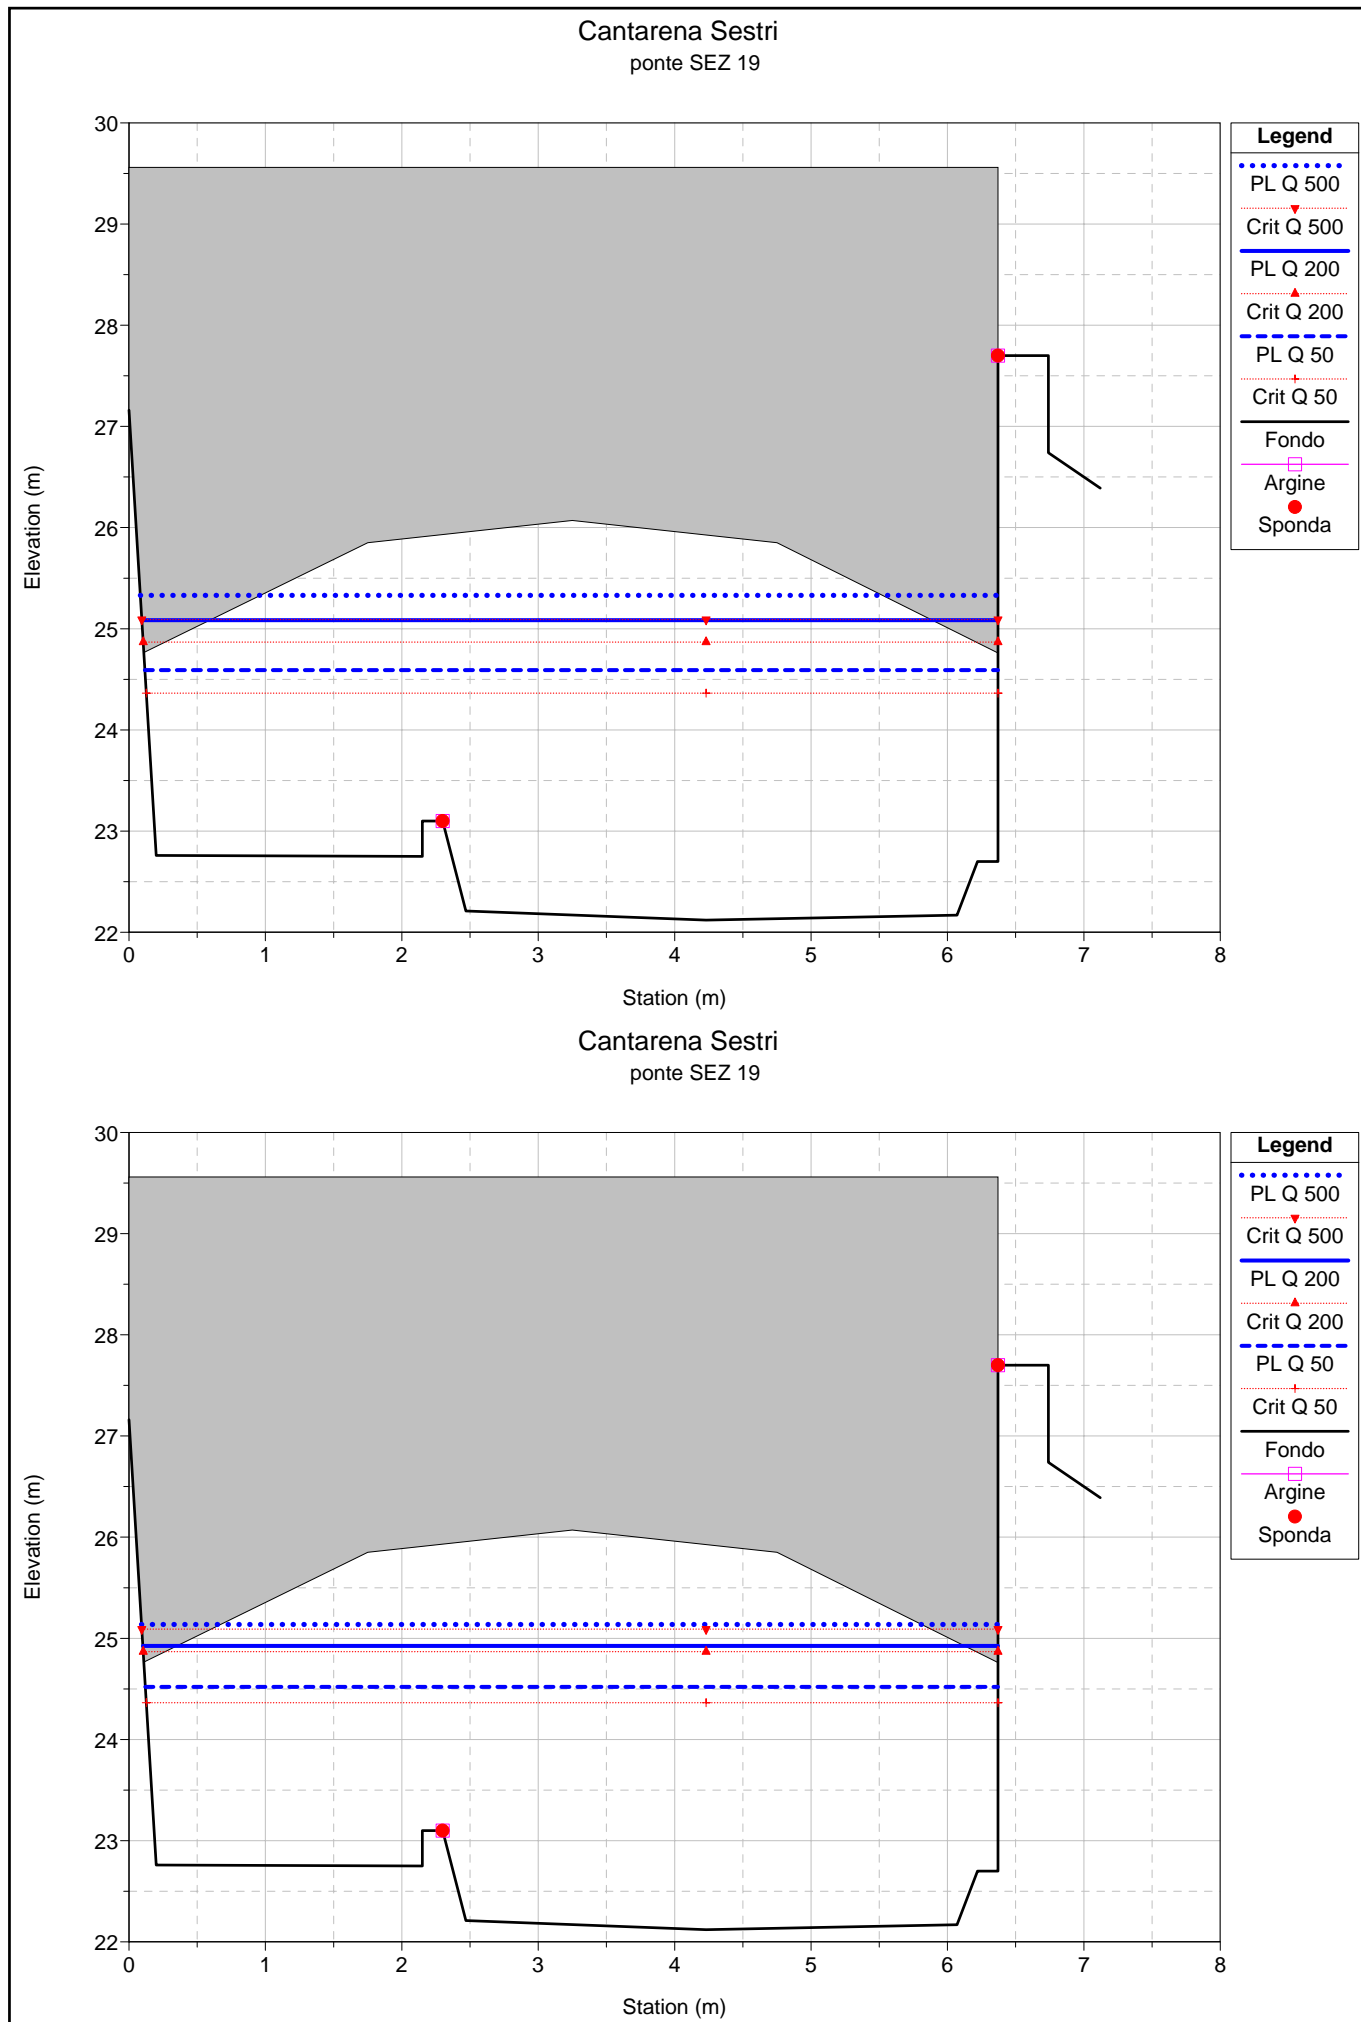 Cantarena Sestri
ponte SEZ 19
30
29
28
27
26
25
24
23
22
0 1 2 3 4 5 6 7 8
Elevation (m)
Station (m)
Legend
PL Q 500
Crit Q 500
PL Q 200
Crit Q 200
PL Q 50
Crit Q 50
Fondo
Argine
Sponda
Cantarena Sestri
ponte SEZ 19
30
29
28
27
26
25
24
23
22
0 1 2 3 4 5 6 7 8
Elevation (m)
Station (m)
Legend
PL Q 500
Crit Q 500
PL Q 200
Crit Q 200
PL Q 50
Crit Q 50
Fondo
Argine
Sponda